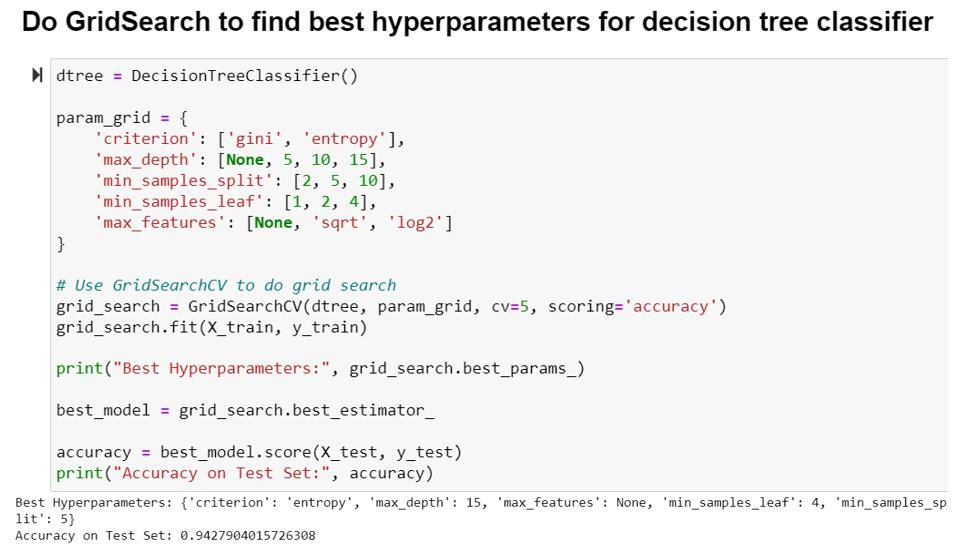 Do GridSearch to find best hyperparameters for decision tree classifier
dtree = DecisionTreeClassifier()
param_grid = {
    'criterion': ['gini', 'entropy'],
    'max_depth': [None, 5, 10, 15],
    'min_samples_split': [2, 5, 10],
    'min_samples_leaf': [1, 2, 4],
    'max_features': [None, 'sqrt', 'log2']
}
# Use GridSearchCV to do grid search
grid_search = GridSearchCV(dtree, param_grid, cv=5, scoring='accuracy')
grid_search.fit(X_train, y_train)
print("Best Hyperparameters:", grid_search.best_params_)
best_model = grid_search.best_estimator_
accuracy = best_model.score(X_test, y_test)
print("Accuracy on Test Set:", accuracy)
Best Hyperparameters: {'criterion': 'entropy', 'max_depth': 15, 'max_features': None, 'min_samples_leaf': 4, 'min_samples_sp
lit': 5}
Accuracy on Test Set: 0.9427904015726308